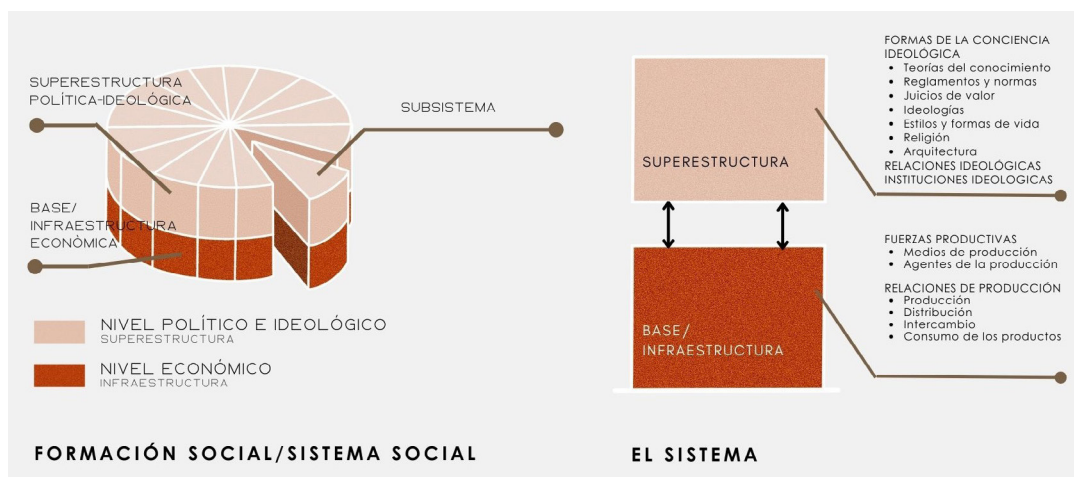 SUPERESTRUCTURA
POLÍTICA-IDEOLÓGICA
SUBSISTEMA
BASE/
INFRAESTRUCTURA
ECONÒMICA
NIVEL POLÍTICO E IDEOLÓGICO
SUPERESTRUCTURA
NIVEL ECONÓMICO
INFRAESTRUCTURA
FORMACIÓN SOCIAL/SISTEMA SOCIAL
SUPERESTRUCTURA
BASE/
INFRAESTRUCTURA
FORMAS DE LA CONCIENCIA
IDEOLÓGICA
• Teorías del conocimiento
• Reglamentos y normas
• Juicios de valor
• Ideologías
• Estilos y formas de vida
• Religión
• Arquitectura
RELACIONES IDEOLÓGICAS
INSTITUCIONES IDEOLOGICAS
FUERZAS PRODUCTIVAS
• Medios de producción
• Agentes de la producción
RELACIONES DE PRODUCCIÓN
• Producción
• Distribución
• Intercambio
• Consumo de los productos
EL SISTEMA